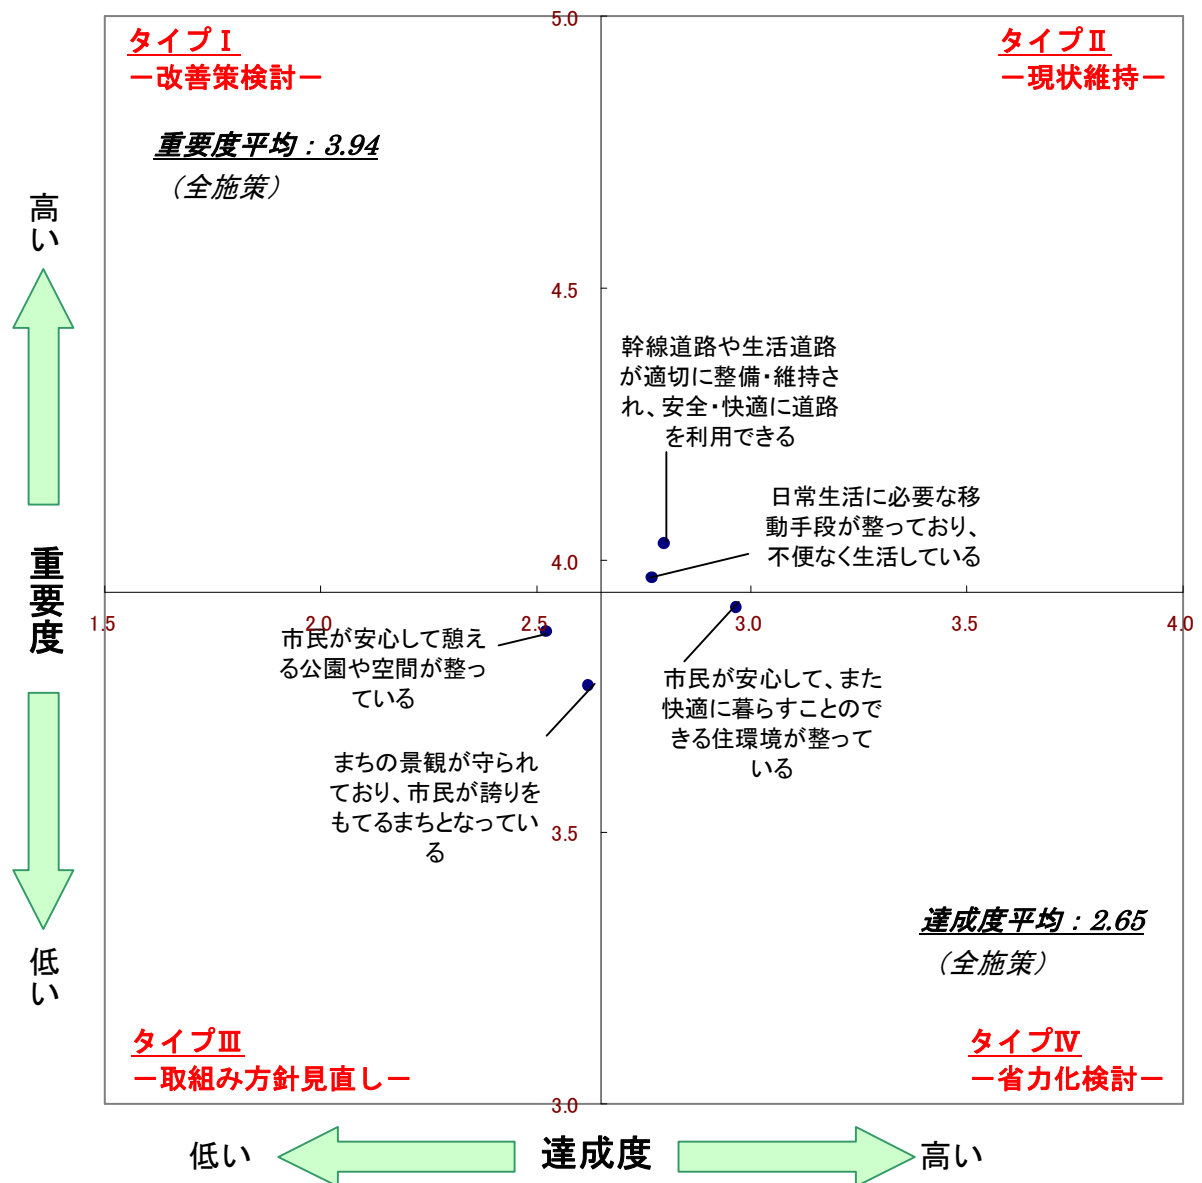 5.0
タイプⅠ
－改善策検討－
タイプⅡ
－現状維持－
重要度平均：3.94
（全施策）
高い
4.5
幹線道路や生活道路
が適切に整備・維持さ
れ、安全・快適に道路
を利用できる
日常生活に必要な移
動手段が整っており、
不便なく生活している
4.0
重要度
1.5
2.0
2.5
3.0
3.5
4.0
市民が安心して憩え
る公園や空間が整っ
ている
市民が安心して、また
快適に暮らすことので
きる住環境が整って
いる
まちの景観が守られ
ており、市民が誇りを
もてるまちとなってい
る
3.5
達成度平均：2.65
（全施策）
低い
タイプⅢ
－取組み方針見直し－
タイプⅣ
－省力化検討－
3.0
低い
達成度
高い